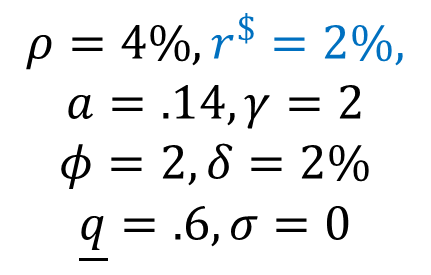 ρ = 4%, r$ = 2%,
a = .14, γ = 2
ϕ = 2, δ = 2%
q = .6, σ = 0